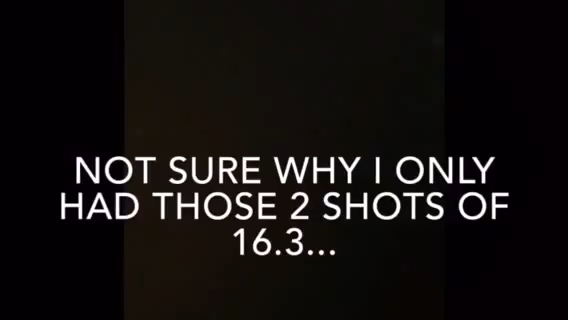 NOT SURE WHY I ONLY
HAD THOSE 2 SHOTS OF
16.3...